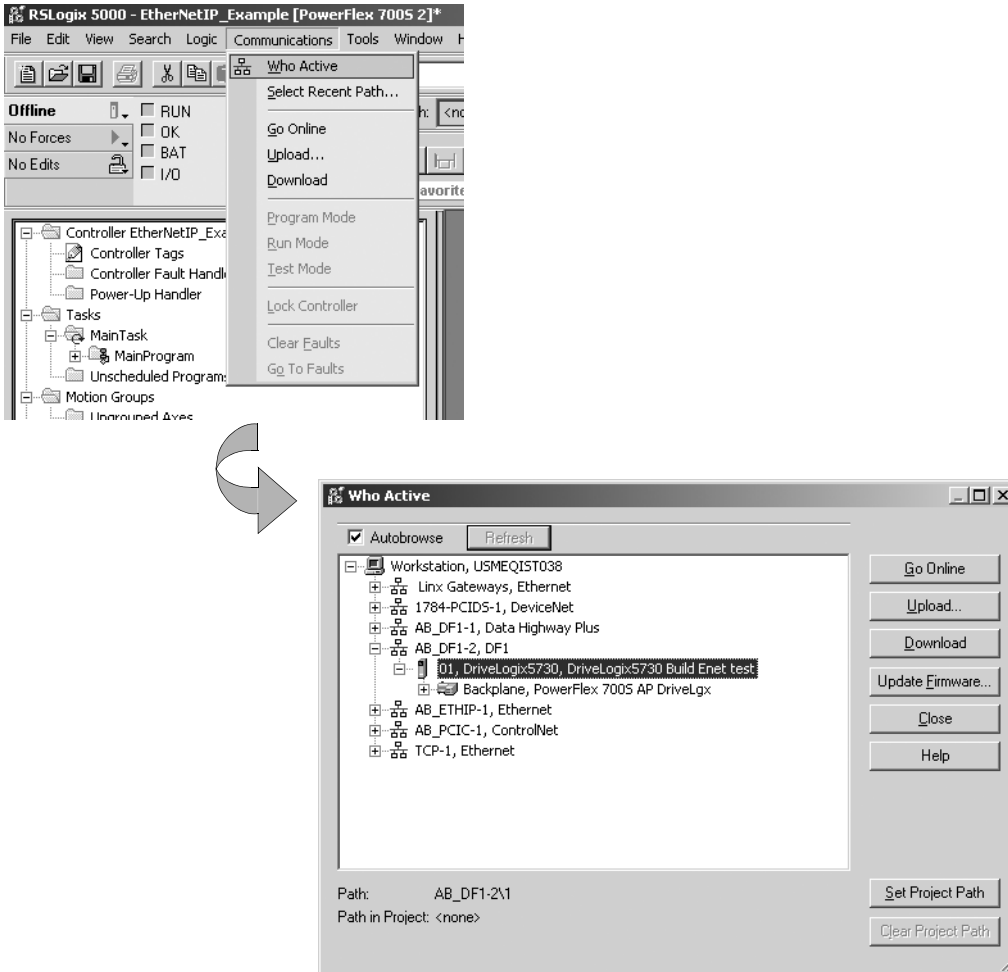 RSLogix 5000 - EtherNetIP_Example [PowerFlex 700S 2]*
File Edit View Search Logic Communications Tools Window H
Who Active
Select Recent Path...
Offline
RUN
h: <no
No Forces
OK
Go Online
BAT
Upload...
No Edits
I/O
Download
avorite
Program Mode
Controller EtherNetIP_Exa
Run Mode
Controller Tags
Test Mode
Controller Fault Handl
Power-Up Handler
Lock Controller
Tasks
MainTask
Clear Faults
MainProgram
Go To Faults
Unscheduled Programs
Motion Groups
Ungrouped Axes
Who Active
Autobrowse Refresh
Workstation, USMEQIST038
Go Online
Linx Gateways, Ethernet
1784-PCIDS-1, DeviceNet
Upload...
AB_DF1-1, Data Highway Plus
AB_DF1-2, DF1
Download
01, DriveLogix5730, DriveLogix5730 Build Enet test
Backplane, PowerFlex 700S AP DriveLgx
Update Firmware...
AB_ETHIP-1, Ethernet
Close
AB_PCIC-1, ControlNet
TCP-1, Ethernet
Help
Path: AB_DF1-2\1
Set Project Path
Path in Project: <none>
Clear Project Path